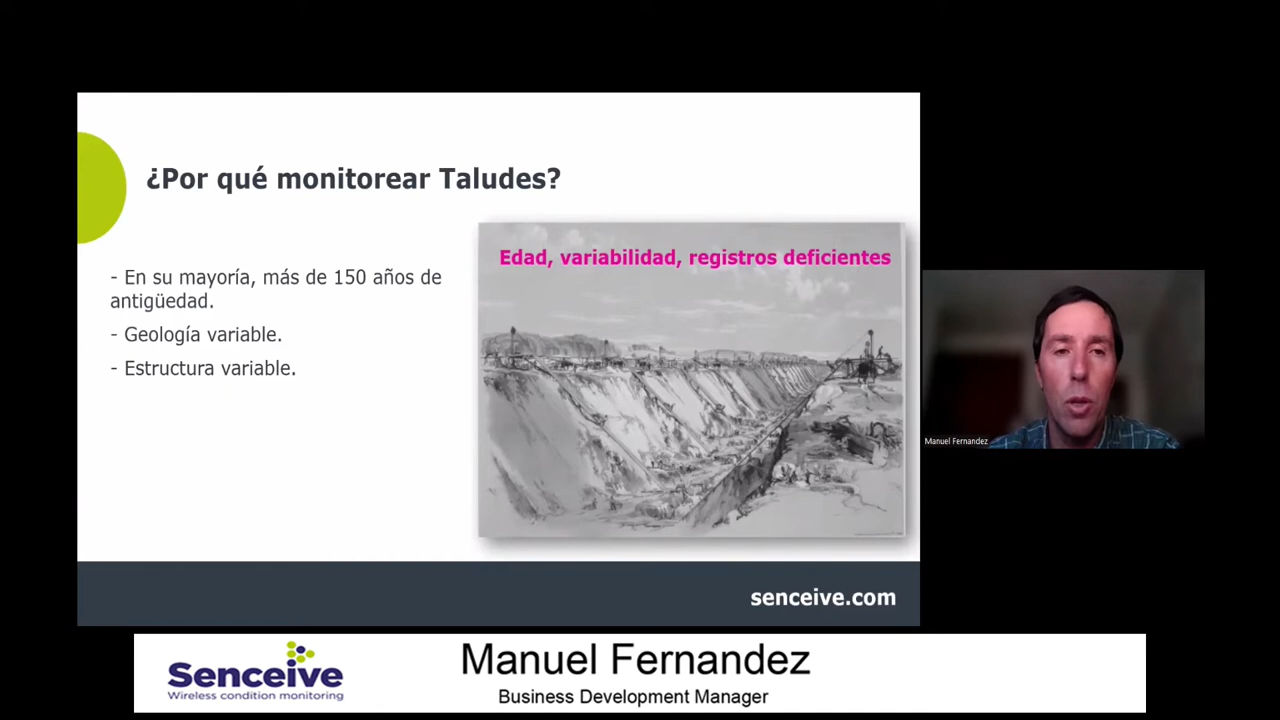 ¿Por qué monitorear Taludes?
Edad, variabilidad, registros deficientes
- En su mayoría, más de 150 años de
antigüedad.
- Geología variable.
- Estructura variable.
Manuel Fernandez
senceive.com
Senceive
Wireless condition monitoring
Manuel Fernandez
Business Development Manager